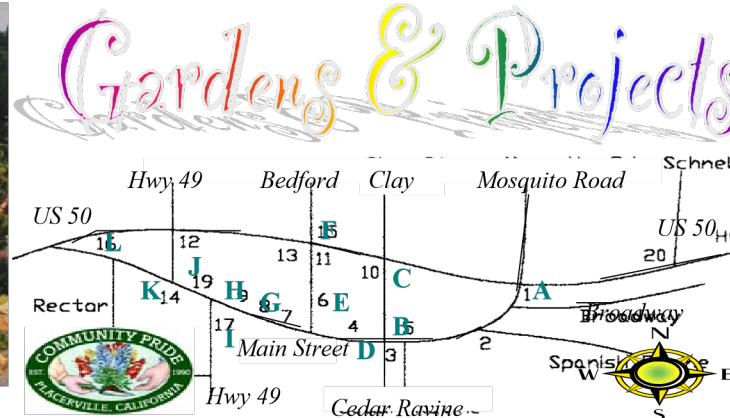 Gardens & Projects
Schnel
Hwy 49 Bedford Clay Mosquito Road
US 50 US 50
16 L 12 15 F
13 11 20
J 10 C
K 14 19 H 9 8 G 7 6 E 1 A
Rector Broadway
17 I 4 B 5
Main Street D 3 2
COMMUNITY PRIDE
EST. 1990
PLACERVILLE, CALIFORNIA
Hwy 49
Cedar Ravine
Spanish
N
W E
S